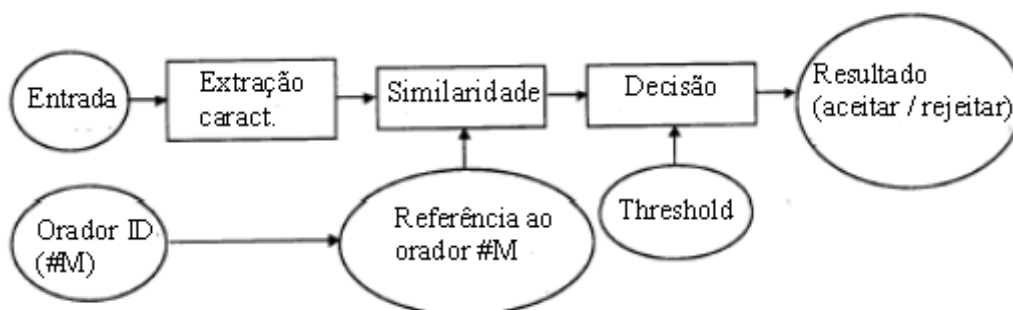 Entrada
Extração
caract.
Similaridade
Decisão
Resultado
(aceitar / rejeitar)
Orador ID
(#M)
Referência ao
orador #M
Threshold